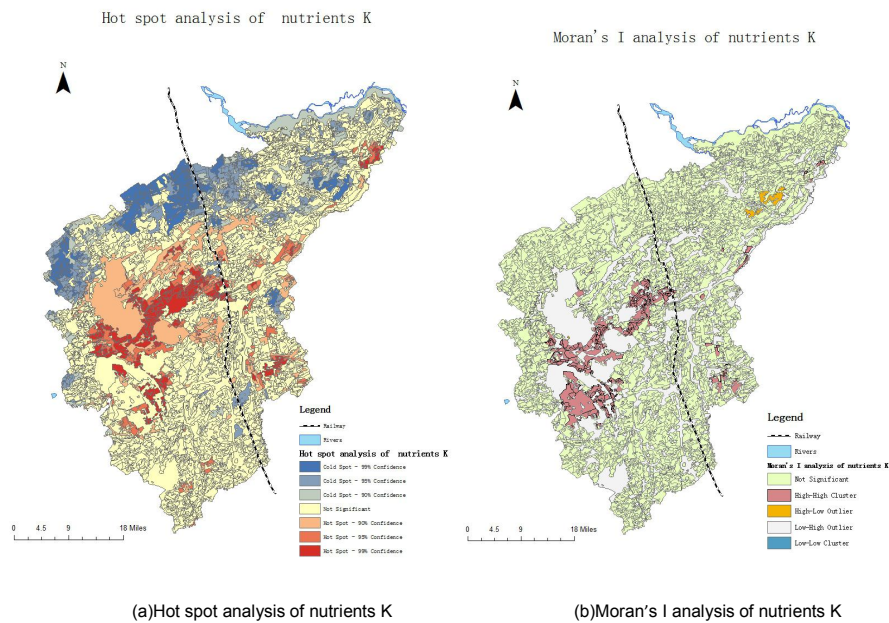 Hot spot analysis of nutrients K
N
Legend
Railway
Rivers
Hot spot analysis of nutrients K
Cold Spot - 99% Confidence
Cold Spot - 95% Confidence
Cold Spot - 90% Confidence
Not Significant
Hot Spot - 90% Confidence
Hot Spot - 95% Confidence
Hot Spot - 99% Confidence
0 4.5 9 18 Miles
(a)Hot spot analysis of nutrients K
Moran's I analysis of nutrients K
N
Legend
Railway
Rivers
Moran's I analysis of nutrients K
Not Significant
High-High Cluster
High-Low Outlier
Low-High Outlier
Low-Low Cluster
0 4.5 9 18 Miles
(b)Moran's I analysis of nutrients K